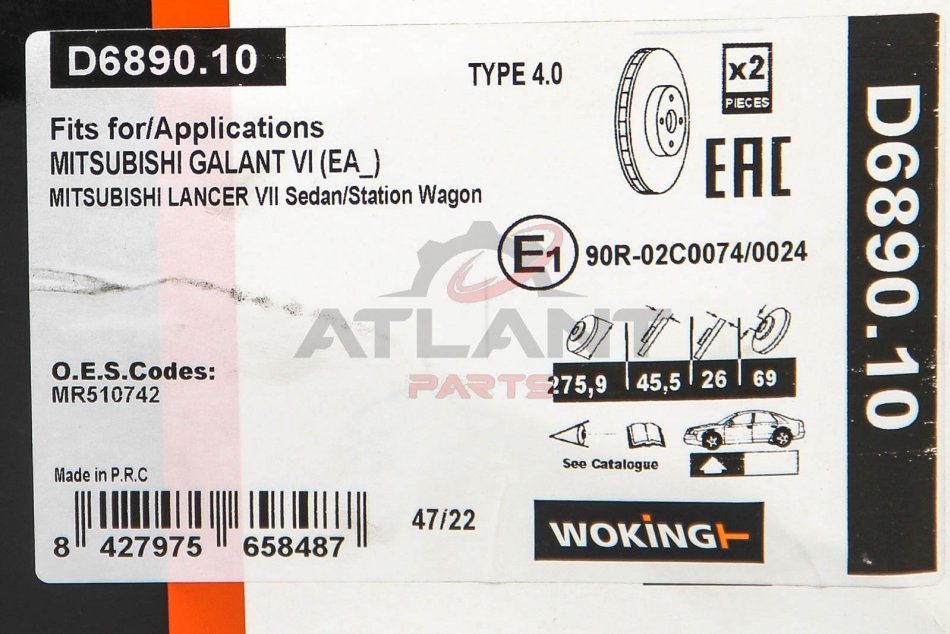 D6890.10
TYPE 4.0
x2
PIECES
Fits for/Applications
MITSUBISHI GALANT VI (EA_)
MITSUBISHI LANCER VII Sedan/Station Wagon
EAC
E1 90R-02C0074/0024
ATLANT
PARTS
275,9 45,5 26 69
O.E.S.Codes:
MR510742
See Catalogue
Made in P.R.C
47/22
8 427975 658487
WOKING
D6890.10